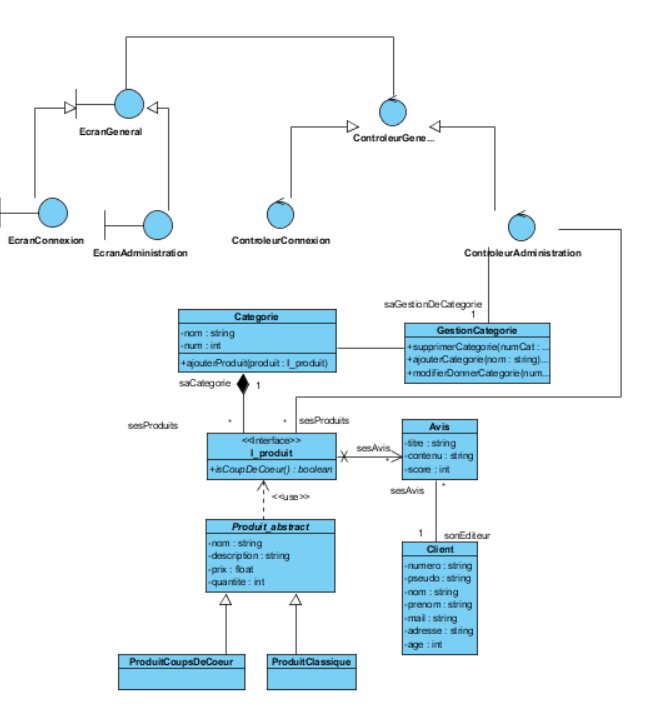 EcranGeneral
ControleurGene...
EcranConnexion
EcranAdministration
ControleurConnexion
ControleurAdministration
saGestionDeCategorie
1
Categorie
-nom : string
-num : int
+ajouterProduit(produit : I_produit)
GestionCategorie
+supprimerCategorie(numCat : ...
+ajouterCategorie(nom : string)...
+modifierDonnerCategorie(num...
saCategorie
1
sesProduits
*
*
sesProduits
<<Interface>>
I_produit
+isCoupDeCoeur() : boolean
sesAvis
*
Avis
-titre : string
-contenu : string
-score : int
<<use>>
sesAvis
*
Produit_abstract
-nom : string
-description : string
-prix : float
-quantite : int
1
sonEditeur
Client
-numero : string
-pseudo : string
-nom : string
-prenom : string
-mail : string
-adresse : string
-age : int
ProduitCoupsDeCoeur
ProduitClassique